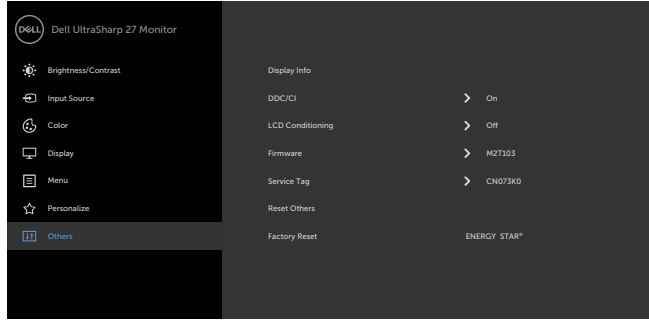 DELL Dell UltraSharp 27 Monitor
Brightness/Contrast Display Info
Input Source DDC/CI On
Color LCD Conditioning Off
Display Firmware M2T103
Menu Service Tag CN073K0
Personalize Reset Others
Others Factory Reset ENERGY STAR®